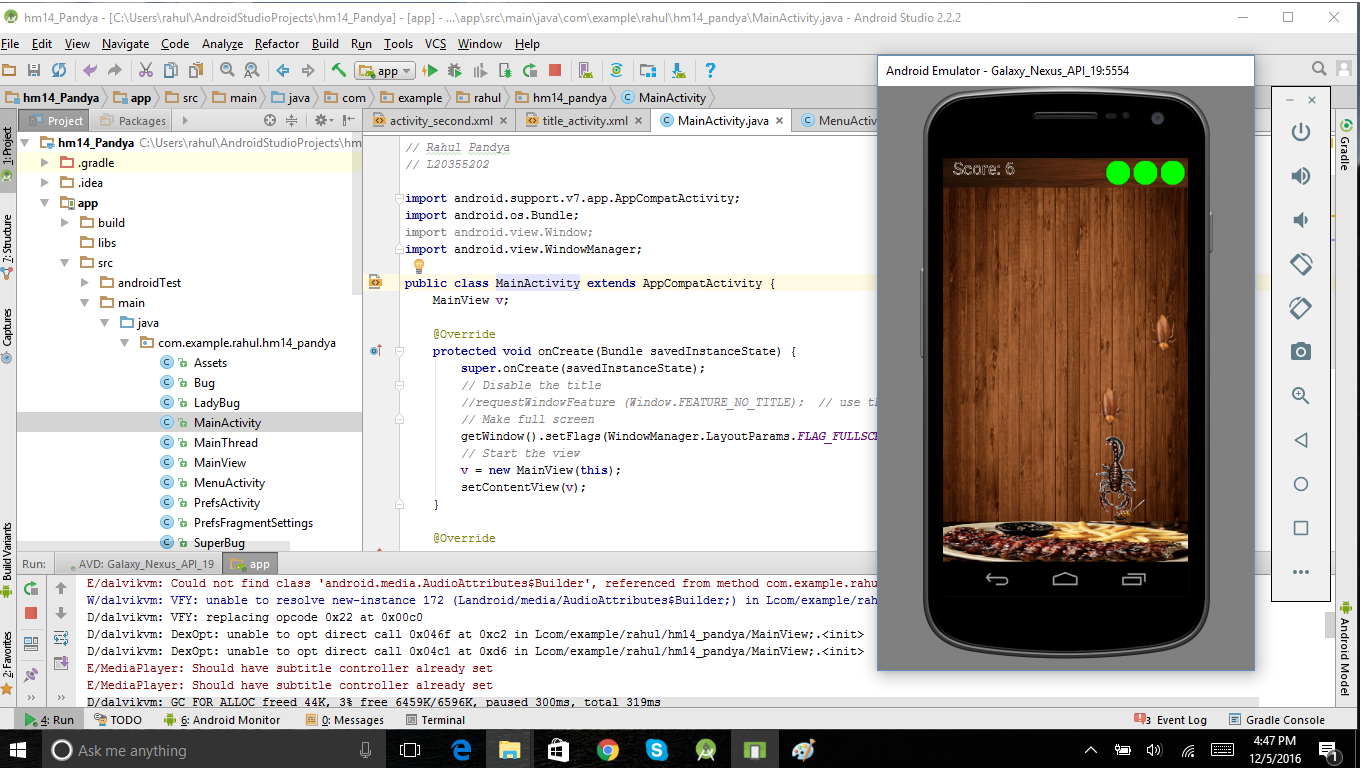 hm14_Pandya - [C:\Users\rahul\AndroidStudioProjects\hm14_Pandya] - [app] - ...\app\src\main\java\com\example\rahul\hm14_pandya\MainActivity.java - Android Studio 2.2.2
File Edit View Navigate Code Analyze Refactor Build Run Tools VCS Window Help
app
hm14_Pandya app src main java com example rahul hm14_pandya MainActivity
Project Packages
activity_second.xml title_activity.xml MainActivity.java MenuActiv
1: Project
7: Structure
Captures
Build Variants
2: Favorites
hm14_Pandya C:\Users\rahul\AndroidStudioProjects\hm
.gradle
.idea
app
build
libs
src
androidTest
main
java
com.example.rahul.hm14_pandya
Assets
Bug
LadyBug
MainActivity
MainThread
MainView
MenuActivity
PrefsActivity
PrefsFragmentSettings
SuperBug
// Rahul Pandya
// L20355202
import android.support.v7.app.AppCompatActivity;
import android.os.Bundle;
import android.view.Window;
import android.view.WindowManager;
public class MainActivity extends AppCompatActivity {
MainView v;
@Override
protected void onCreate(Bundle savedInstanceState) {
super.onCreate(savedInstanceState);
// Disable the title
//requestWindowFeature (Window.FEATURE_NO_TITLE); // use th
// Make full screen
getWindow().setFlags(WindowManager.LayoutParams.FLAG_FULLSCR
// Start the view
v = new MainView(this);
setContentView(v);
}
@Override
Android Emulator - Galaxy_Nexus_API_19:5554
Score: 6
Gradle
Android Model
Run: AVD: Galaxy_Nexus_API_19 app
E/dalvikvm: Could not find class 'android.media.AudioAttributes$Builder', referenced from method com.example.rahu
W/dalvikvm: VFY: unable to resolve new-instance 172 (Landroid/media/AudioAttributes$Builder;) in Lcom/example/rah
D/dalvikvm: VFY: replacing opcode 0x22 at 0x00c0
D/dalvikvm: DexOpt: unable to opt direct call 0x046f at 0xc2 in Lcom/example/rahul/hm14_pandya/MainView;.<init>
D/dalvikvm: DexOpt: unable to opt direct call 0x04c1 at 0xd6 in Lcom/example/rahul/hm14_pandya/MainView;.<init>
E/MediaPlayer: Should have subtitle controller already set
E/MediaPlayer: Should have subtitle controller already set
D/dalvikvm: GC_FOR_ALLOC freed 44K, 3% free 6459K/6596K, paused 300ms, total 319ms
4: Run TODO 6: Android Monitor 0: Messages Terminal 3 Event Log Gradle Console
Ask me anything
4:47 PM
12/5/2016
1